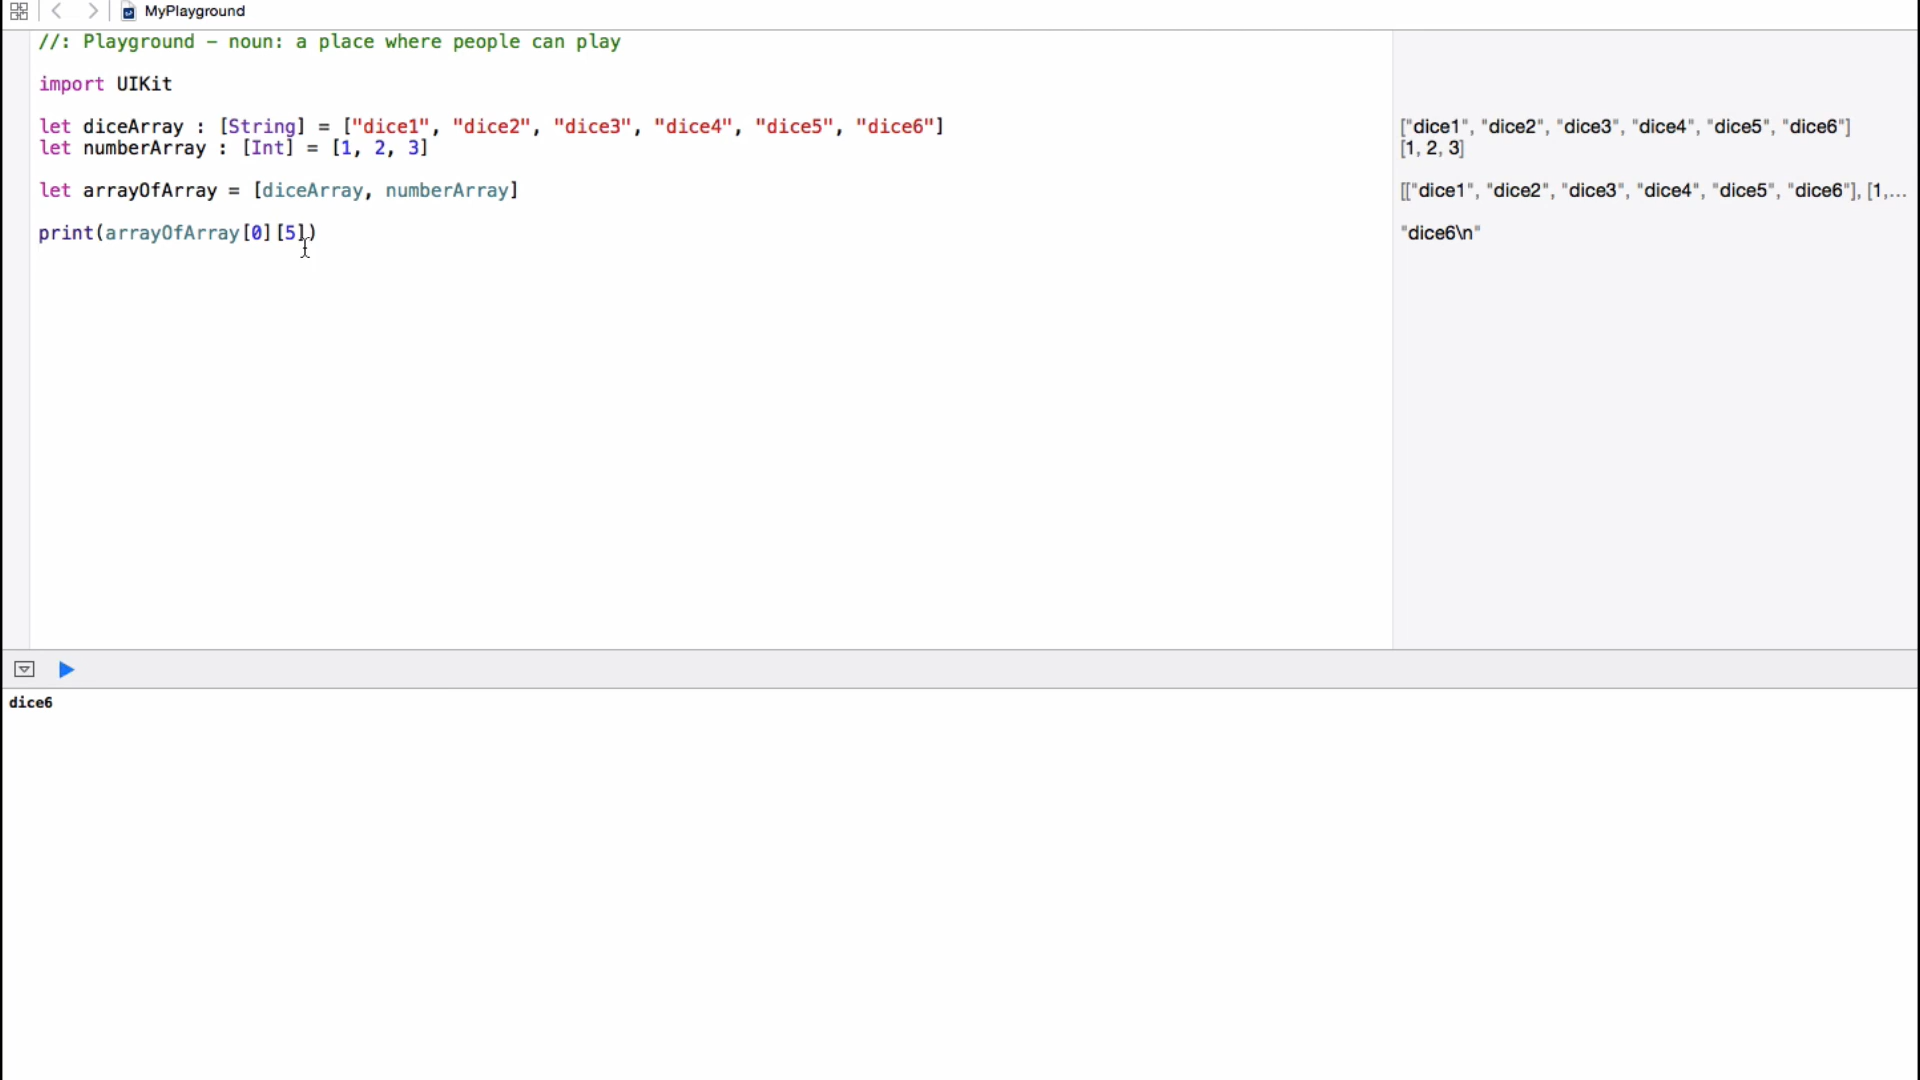 MyPlayground
//: Playground – noun: a place where people can play
import UIKit
let diceArray : [String] = ["dice1", "dice2", "dice3", "dice4", "dice5", "dice6"]
["dice1", "dice2", "dice3", "dice4", "dice5", "dice6"]
let numberArray : [Int] = [1, 2, 3]
[1, 2, 3]
let arrayOfArray = [diceArray, numberArray]
[["dice1", "dice2", "dice3", "dice4", "dice5", "dice6"], [1,...
print(arrayOfArray[0][5])
"dice6\n"
dice6